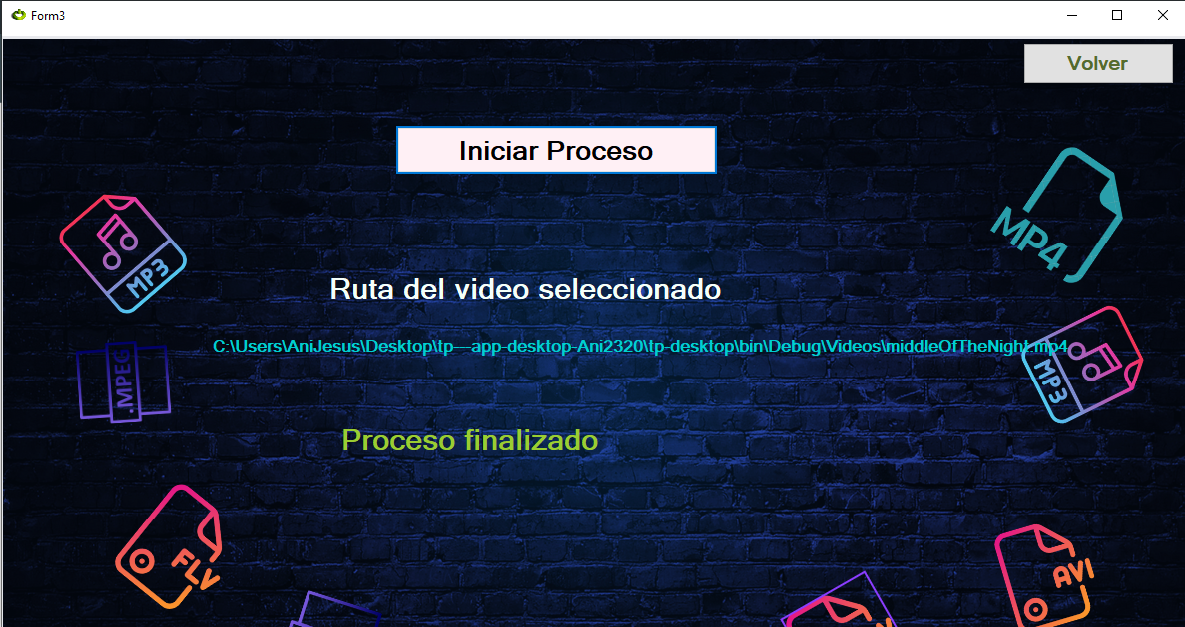 Form3
Volver
Iniciar Proceso
MP4
MP3
Ruta del video seleccionado
C:\Users\AniJesus\Desktop\tp---app-desktop-Ani2320\tp-desktop\bin\Debug\Videos\middleOfTheNight.mp4
.MPEG
MP3
Proceso finalizado
FLV
AVI